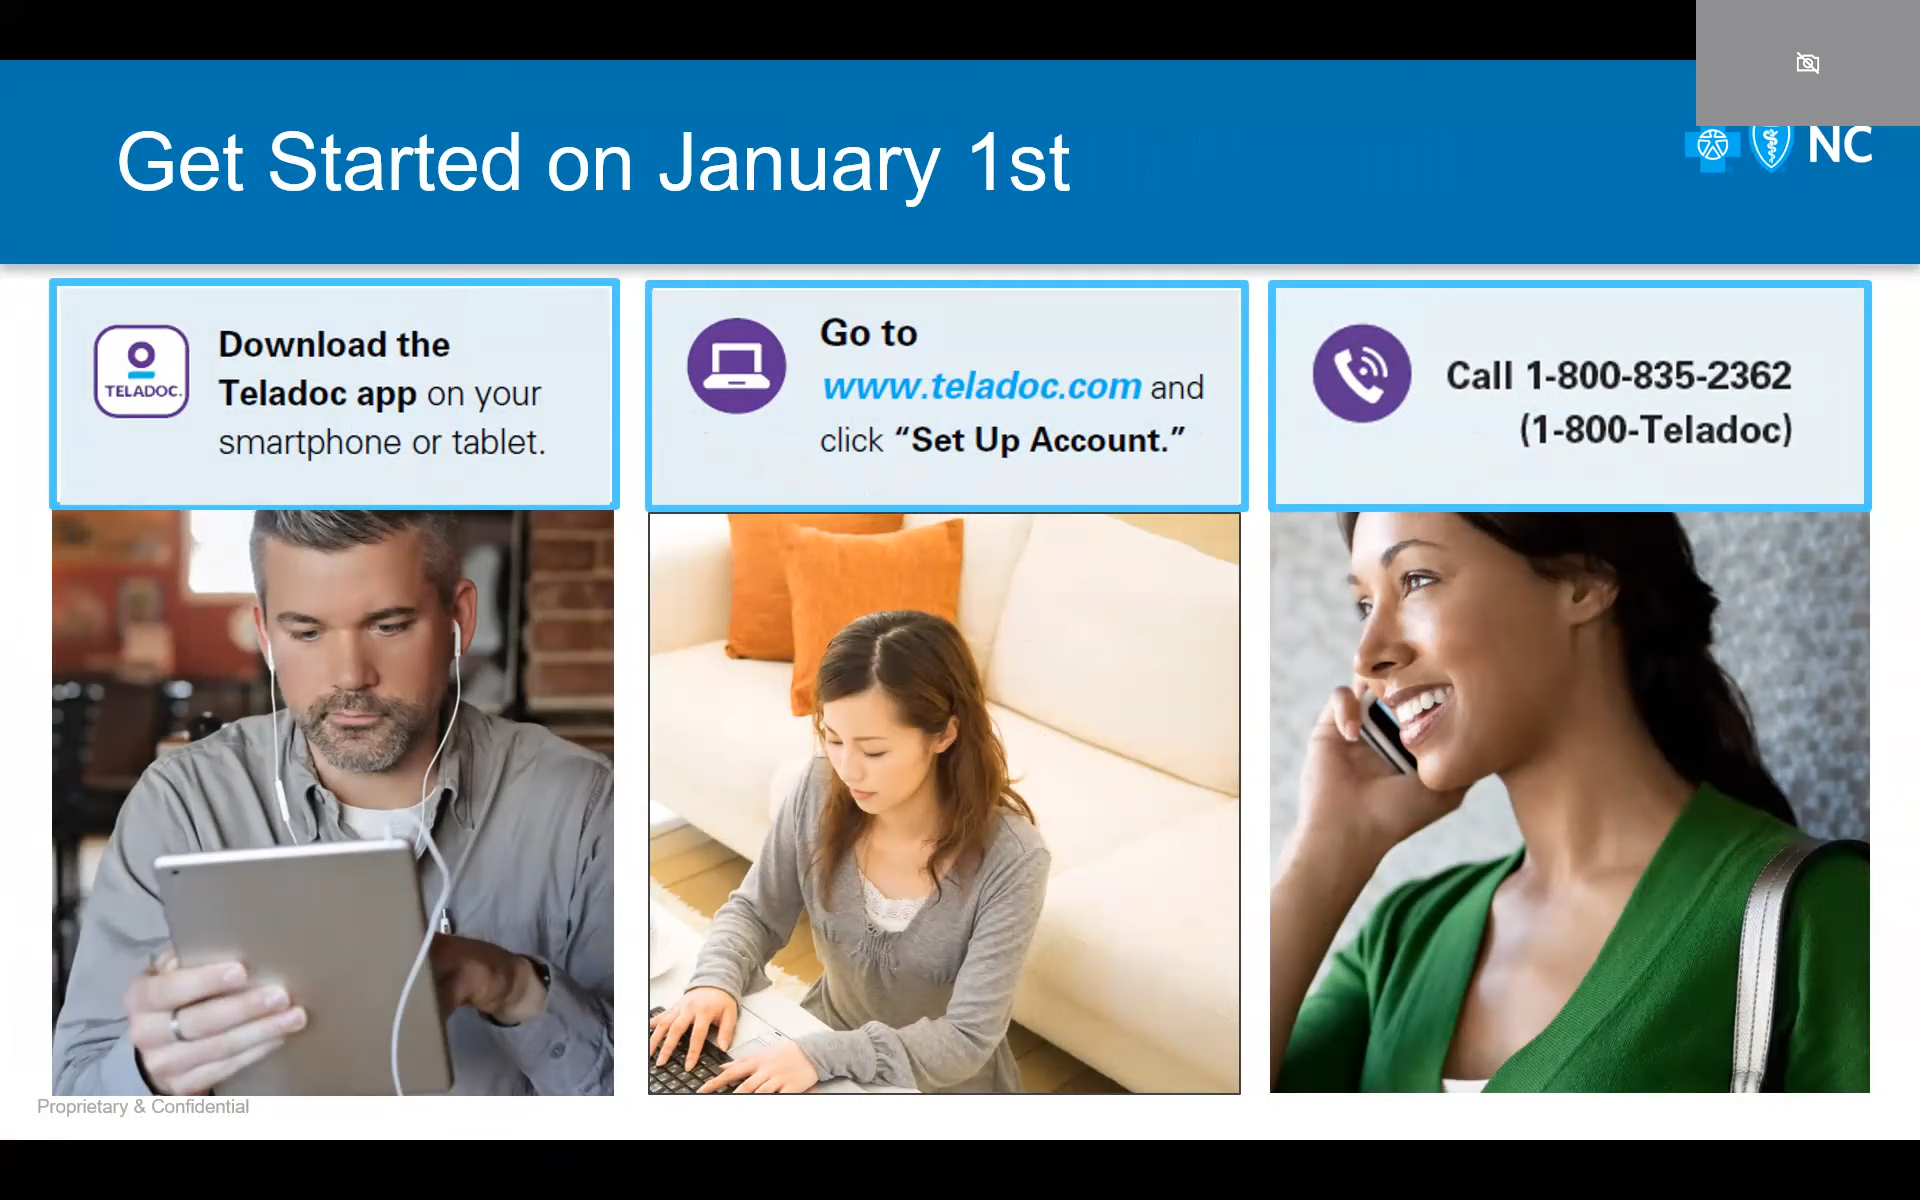 Get Started on January 1st
NC
TELADOC.
Download the
Teladoc app on your
smartphone or tablet.
Go to
www.teladoc.com and
click “Set Up Account.”
Call 1-800-835-2362
(1-800-Teladoc)
Proprietary & Confidential